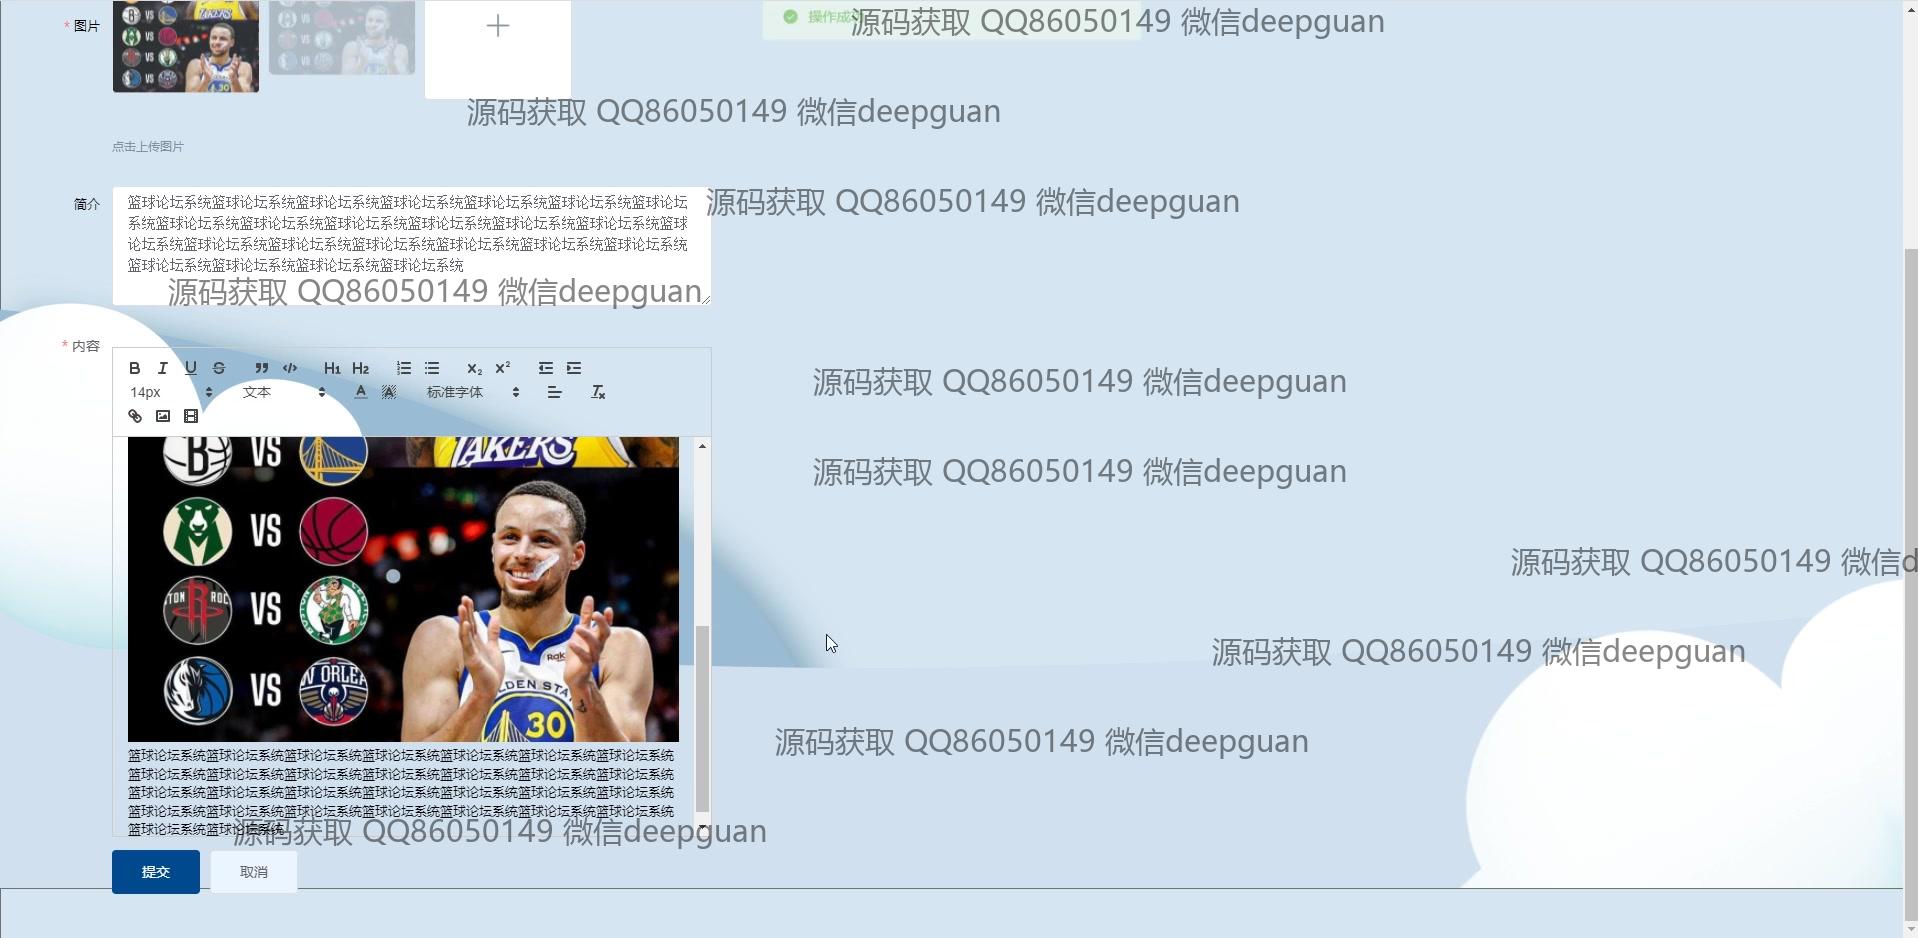 * 图片
操作成
源码获取 QQ86050149 微信deepguan
源码获取 QQ86050149 微信deepguan
点击上传图片
简介
篮球论坛系统篮球论坛系统篮球论坛系统篮球论坛系统篮球论坛系统篮球论坛系统篮球论坛
系统篮球论坛系统篮球论坛系统篮球论坛系统篮球论坛系统篮球论坛系统篮球论坛系统篮球
论坛系统篮球论坛系统篮球论坛系统篮球论坛系统篮球论坛系统篮球论坛系统篮球论坛系统
篮球论坛系统篮球论坛系统篮球论坛系统篮球论坛系统
源码获取 QQ86050149 微信deepguan
源码获取 QQ86050149 微信deepguan
* 内容
B I U S H1 H2 X2 X2
14px 文本 A A 标准字体 Tx
源码获取 QQ86050149 微信deepguan
LAKERS
B VS
源码获取 QQ86050149 微信deepguan
VS
源码获取 QQ86050149 微信d
TON ROC VS
Rak
源码获取 QQ86050149 微信deepguan
VS W ORLEA
LDEN STA
30
源码获取 QQ86050149 微信deepguan
篮球论坛系统篮球论坛系统篮球论坛系统篮球论坛系统篮球论坛系统篮球论坛系统篮球论坛系统
篮球论坛系统篮球论坛系统篮球论坛系统篮球论坛系统篮球论坛系统篮球论坛系统篮球论坛系统
篮球论坛系统篮球论坛系统篮球论坛系统篮球论坛系统篮球论坛系统篮球论坛系统篮球论坛系统
篮球论坛系统篮球论坛系统篮球论坛系统篮球论坛系统篮球论坛系统篮球论坛系统篮球论坛系统
篮球论坛系统篮球论坛系统
源码获取 QQ86050149 微信deepguan
提交 取消